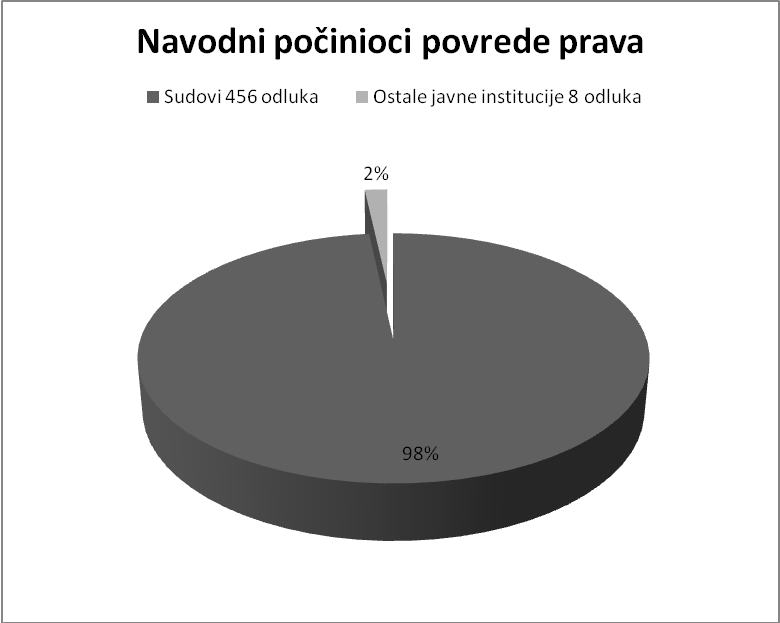 Navodni počinioci povrede prava
Sudovi 456 odluka Ostale javne institucije 8 odluka
2%
98%